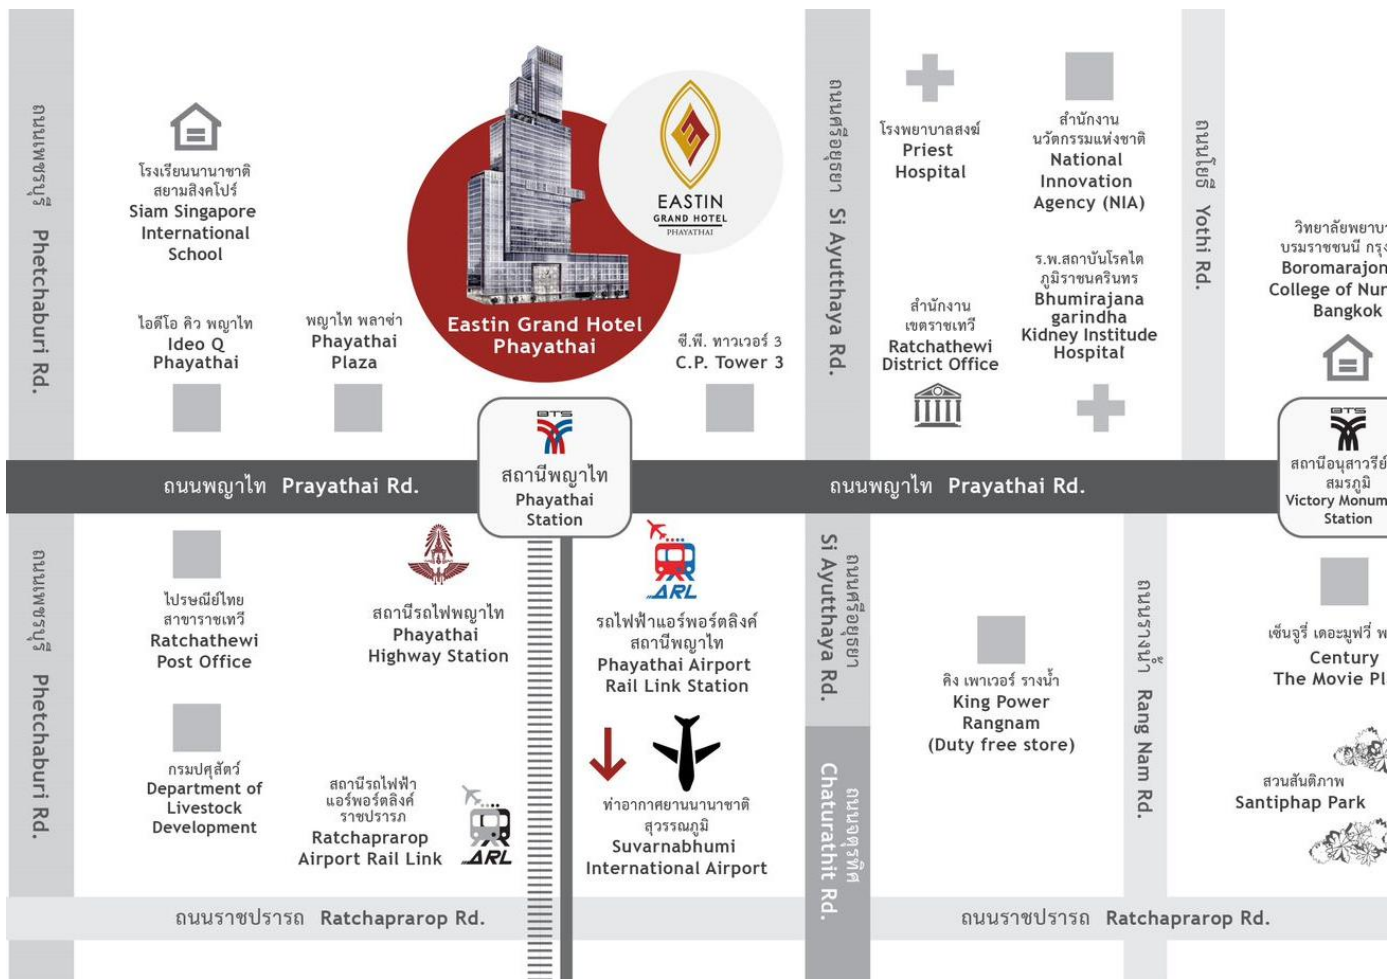 ถนนเพชรบุรี Phetchaburi Rd.
โรงเรียนนานาชาติ
สยามสิงคโปร์
Siam Singapore
International
School
ไอดีโอ คิว พญาไท
Ideo Q
Phayathai
พญาไท พลาซ่า
Phayathai
Plaza
Eastin Grand Hotel
Phayathai
EASTIN
GRAND HOTEL
PHAYATHAI
ซี.พี. ทาวเวอร์ 3
C.P. Tower 3
ถนนศรีอยุธยา Si Ayutthaya Rd.
โรงพยาบาลสงฆ์
Priest
Hospital
สำนักงาน
นวัตกรรมแห่งชาติ
National
Innovation
Agency (NIA)
สำนักงาน
เขตราชเทวี
Ratchathewi
District Office
ร.พ.สถาบันโรคไต
ภูมิราชนครินทร
Bhumirajana
garindha
Kidney Institude
Hospital
ถนนโยธี Yothi Rd.
วิทยาลัยพยาบา
บรมราชชนนี กรุง
Boromarajon
College of Nur
Bangkok
ถนนพญาไท Prayathai Rd.
BTS
สถานีพญาไท
Phayathai
Station
ถนนพญาไท Prayathai Rd.
BTS
สถานีอนุสาวรีย์
สมรภูมิ
Victory Monum
Station
ถนนเพชรบุรี Phetchaburi Rd.
ไปรษณีย์ไทย
สาขาราชเทวี
Ratchathewi
Post Office
สถานีรถไฟพญาไท
Phayathai
Highway Station
ARL
รถไฟฟ้าแอร์พอร์ตลิงค์
สถานีพญาไท
Phayathai Airport
Rail Link Station
กรมปศุสัตว์
Department of
Livestock
Development
สถานีรถไฟฟ้า
แอร์พอร์ตลิงค์
ราชปรารภ
Ratchaprarop
Airport Rail Link
ARL
ท่าอากาศยานนานาชาติ
สุวรรณภูมิ
Suvarnabhumi
International Airport
ถนนศรีอยุธยา
Si Ayutthaya Rd.
ถนนจตุรทิศ
Chaturathit Rd.
คิง เพาเวอร์ รางน้ำ
King Power
Rangnam
(Duty free store)
ถนนรางน้ำ Rang Nam Rd.
เซ็นจูรี่ เดอะมูฟวี่ พ
Century
The Movie Pl
สวนสันติภาพ
Santiphap Park
ถนนราชปรารถ Ratchaprarop Rd.
ถนนราชปรารถ Ratchaprarop Rd.